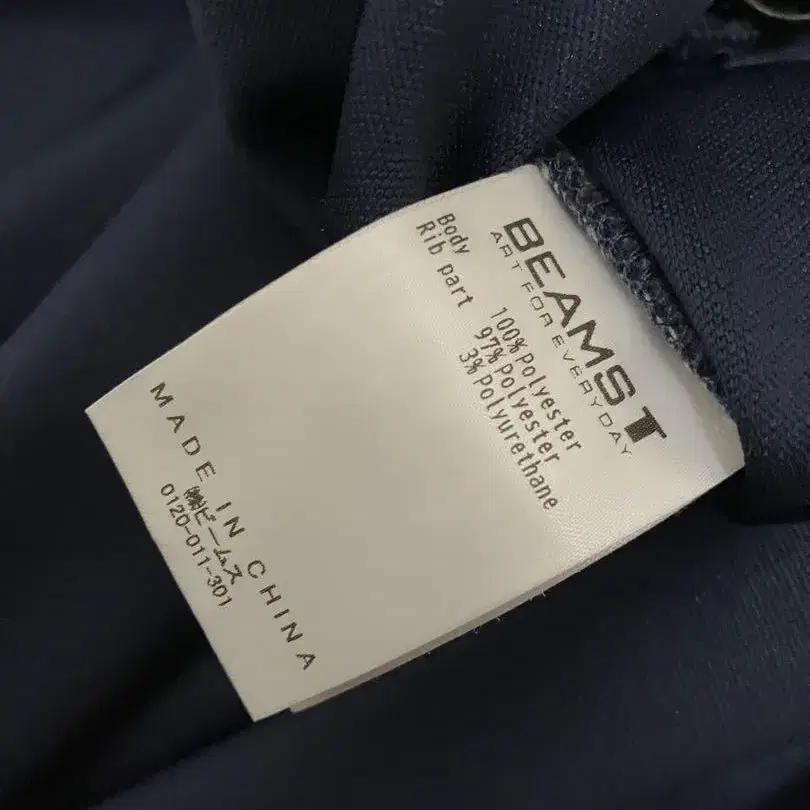 BEAMST
ART FOR EVERYDAY
Body 100%Polyester
Rib part 97%Polyester
3%Polyurethane
MADE IN CHINA
㈱ビームス
0120-011-301